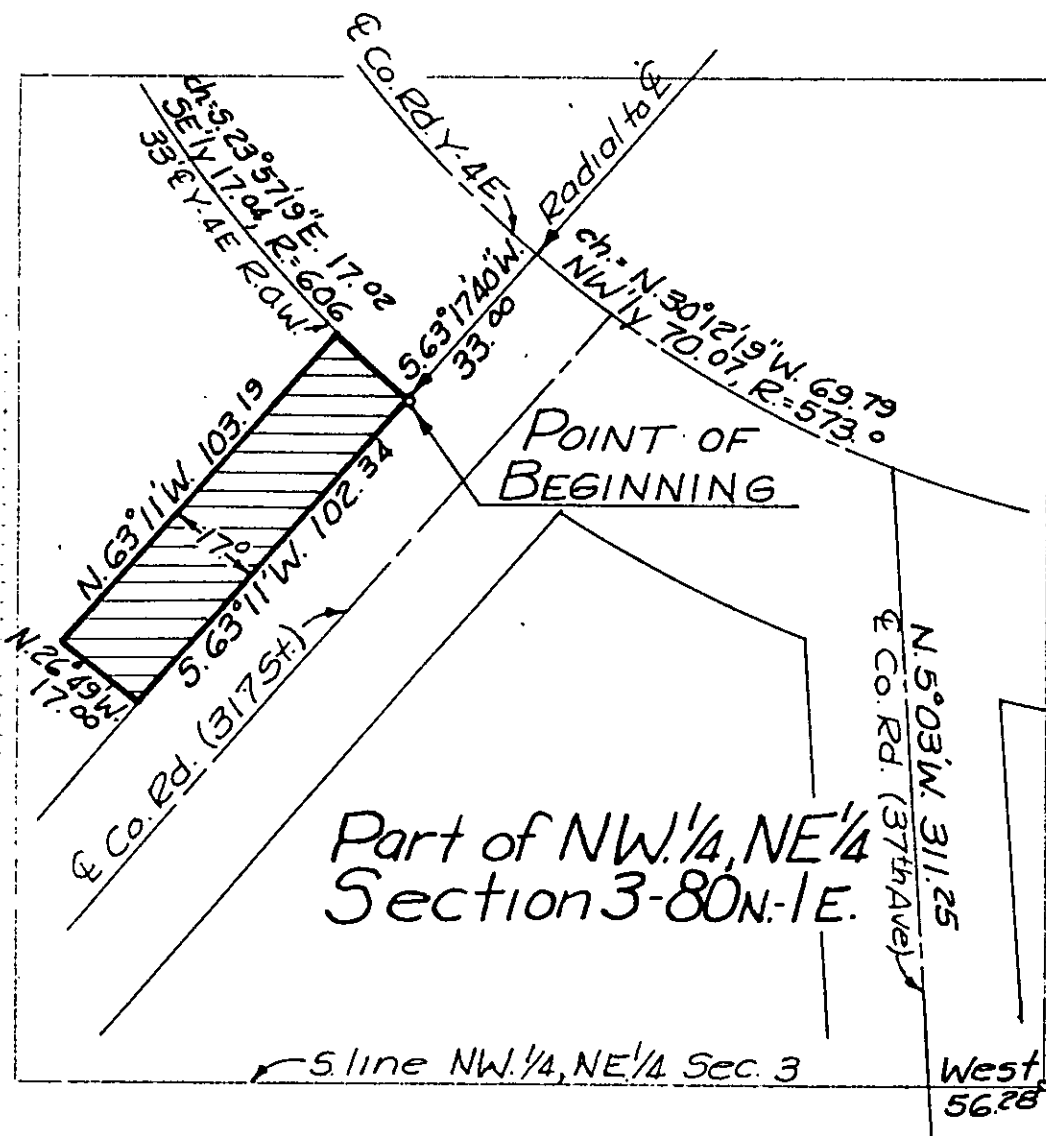 ℄ Co. Rd. Y-4E
Radial to ℄
ch.=S.23°57'19"E. 17.02
SE'ly 17.04, R.=606
33' ℄ Y-4E R.O.W.
S.63°17'40"W.
33.00
ch.= N.30°12'19"W. 69.79
NW'ly 70.07, R.=573.0
POINT OF
BEGINNING
N.63°11'W. 103.19
17.0
S.63°11'W. 102.34
N.26°49'W.
17.00
℄ Co. Rd. (317 St.)
N.5°03'W. 311.25
℄ Co. Rd. (37th Ave)
Part of NW.1/4, NE1/4
Section 3-80N.-1E.
S. line NW.1/4, NE1/4 Sec. 3
West
56.28